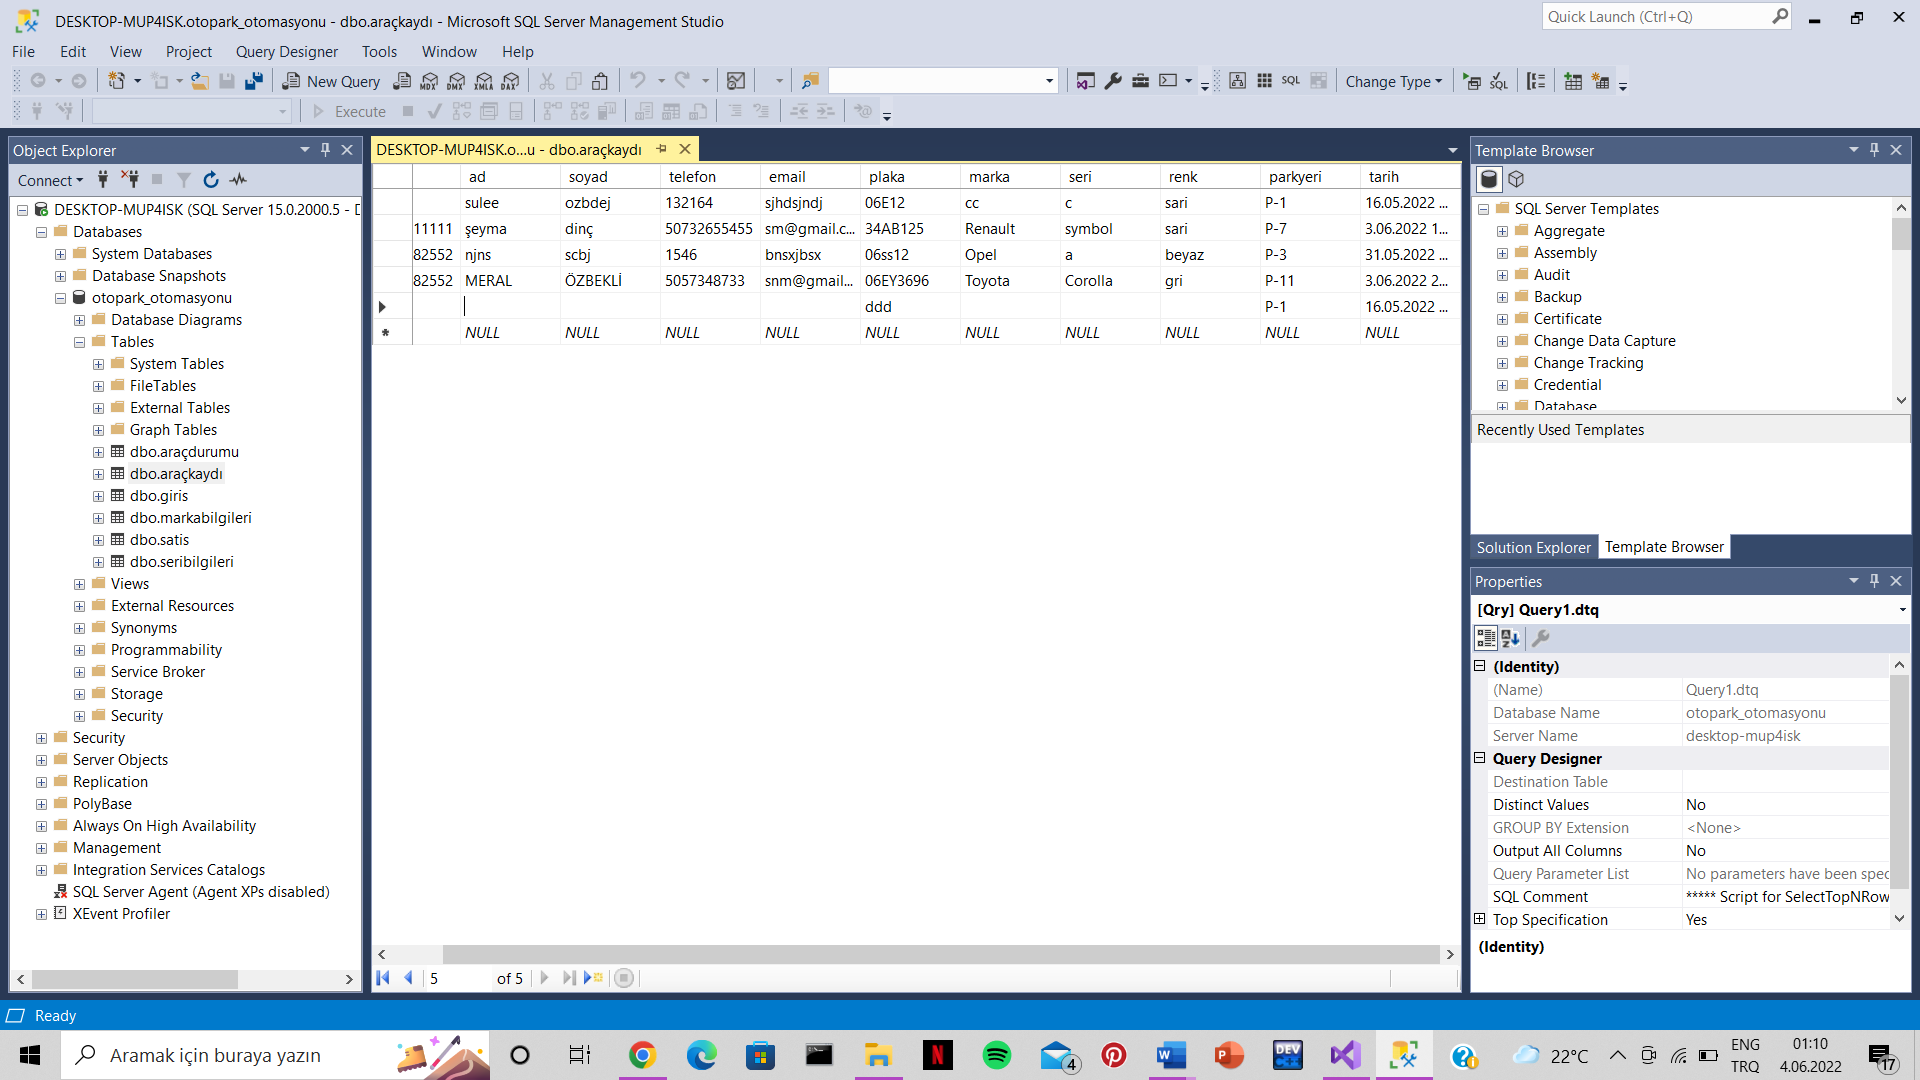 DESKTOP-MUP4ISK.otopark_otomasyonu - dbo.araçkaydı - Microsoft SQL Server Management Studio
Quick Launch (Ctrl+Q)
File Edit View Project Query Designer Tools Window Help
New Query MDX DMX XMLA DAX SQL Change Type SQL
Execute
Object Explorer
Connect
DESKTOP-MUP4ISK (SQL Server 15.0.2000.5 - D
Databases
System Databases
Database Snapshots
otopark_otomasyonu
Database Diagrams
Tables
System Tables
FileTables
External Tables
Graph Tables
dbo.araçdurumu
dbo.araçkaydı
dbo.giris
dbo.markabilgileri
dbo.satis
dbo.seribilgileri
Views
External Resources
Synonyms
Programmability
Service Broker
Storage
Security
Security
Server Objects
Replication
PolyBase
Always On High Availability
Management
Integration Services Catalogs
SQL Server Agent (Agent XPs disabled)
XEvent Profiler
DESKTOP-MUP4ISK.o...u - dbo.araçkaydı
ad soyad telefon email plaka marka seri renk parkyeri tarih
sulee ozbdej 132164 sjhdsjndj 06E12 cc c sari P-1 16.05.2022 ...
11111 şeyma dinç 50732655455 sm@gmail.c... 34AB125 Renault symbol sari P-7 3.06.2022 1...
82552 njns scbj 1546 bnsxjbsx 06ss12 Opel a beyaz P-3 31.05.2022 ...
82552 MERAL ÖZBEKLİ 5057348733 snm@gmail... 06EY3696 Toyota Corolla gri P-11 3.06.2022 2...
ddd P-1 16.05.2022 ...
NULL NULL NULL NULL NULL NULL NULL NULL NULL NULL
5 of 5
Template Browser
SQL Server Templates
Aggregate
Assembly
Audit
Backup
Certificate
Change Data Capture
Change Tracking
Credential
Database
Recently Used Templates
Solution Explorer Template Browser
Properties
[Qry] Query1.dtq
(Identity)
(Name) Query1.dtq
Database Name otopark_otomasyonu
Server Name desktop-mup4isk
Query Designer
Destination Table
Distinct Values No
GROUP BY Extension <None>
Output All Columns No
Query Parameter List No parameters have been spec
SQL Comment ***** Script for SelectTopNRow
Top Specification Yes
(Identity)
Ready
Aramak için buraya yazın
4
DEV C++
22°C
ENG
TRQ
01:10
4.06.2022
17